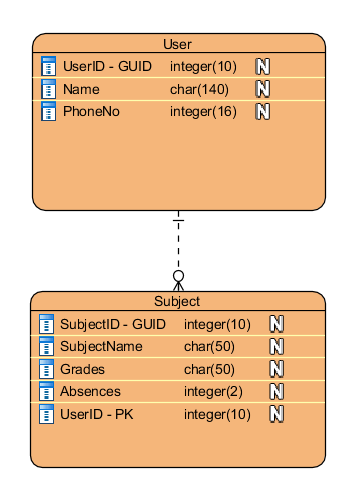 User
UserID - GUID integer(10) N
Name char(140) N
PhoneNo integer(16) N
Subject
SubjectID - GUID integer(10) N
SubjectName char(50) N
Grades char(50) N
Absences integer(2) N
UserID - PK integer(10) N